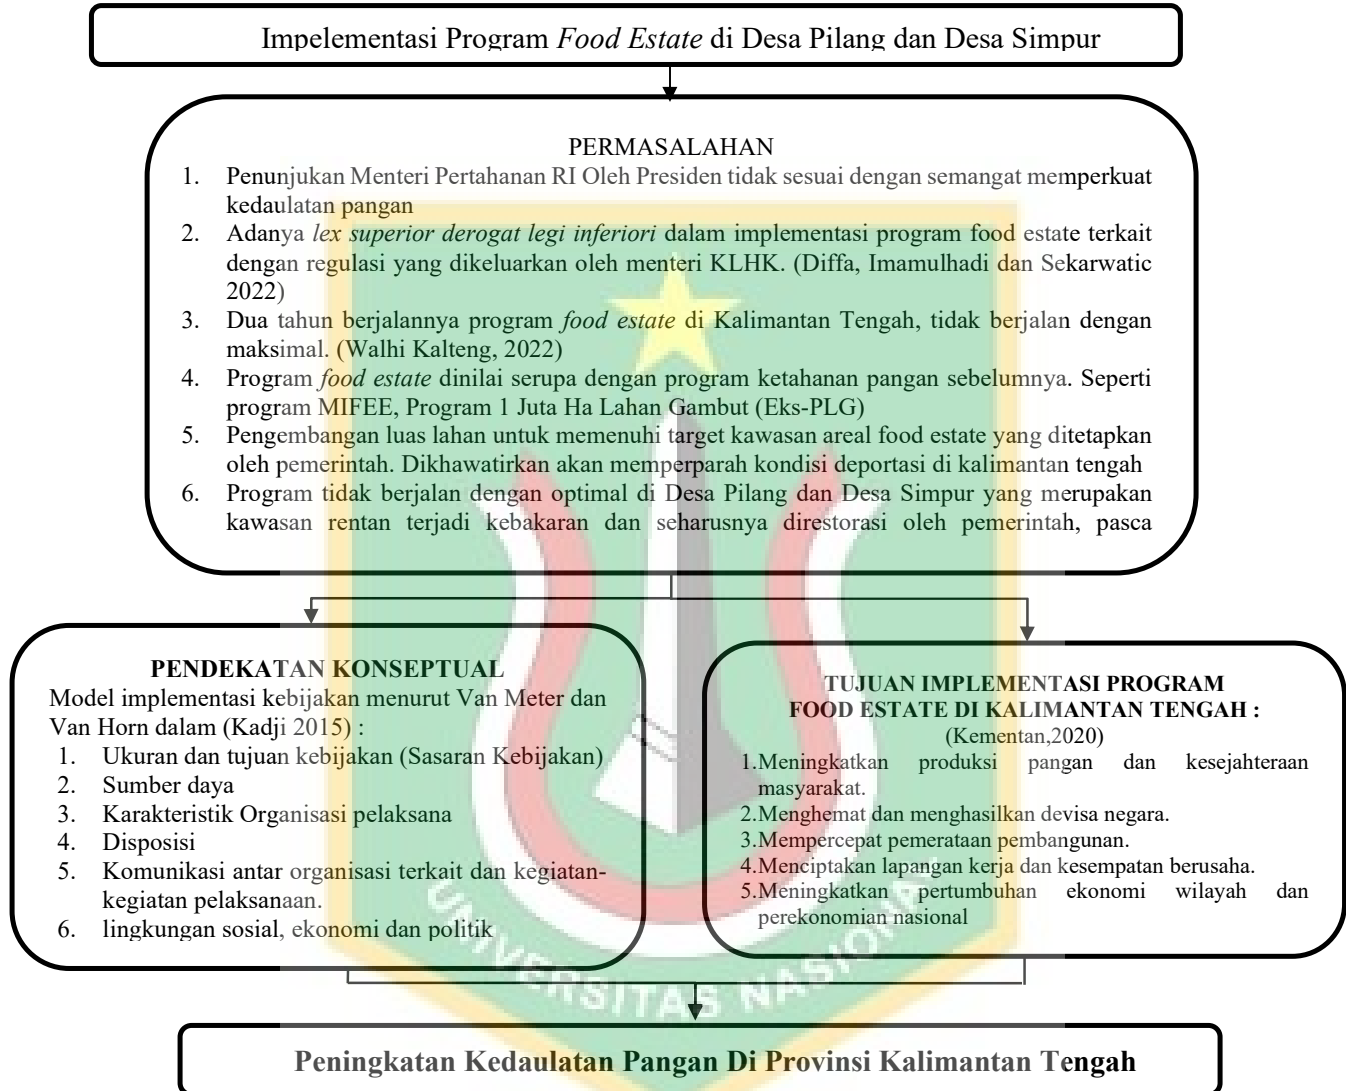 Impelementasi Program Food Estate di Desa Pilang dan Desa Simpur
PERMASALAHAN
1. Penunjukan Menteri Pertahanan RI Oleh Presiden tidak sesuai dengan semangat memperkuat
kedaulatan pangan
2. Adanya lex superior derogat legi inferiori dalam implementasi program food estate terkait
dengan regulasi yang dikeluarkan oleh menteri KLHK. (Diffa, Imamulhadi dan Sekarwatic
2022)
3. Dua tahun berjalannya program food estate di Kalimantan Tengah, tidak berjalan dengan
maksimal. (Walhi Kalteng, 2022)
4. Program food estate dinilai serupa dengan program ketahanan pangan sebelumnya. Seperti
program MIFEE, Program 1 Juta Ha Lahan Gambut (Eks-PLG)
5. Pengembangan luas lahan untuk memenuhi target kawasan areal food estate yang ditetapkan
oleh pemerintah. Dikhawatirkan akan memperparah kondisi deportasi di kalimantan tengah
6. Program tidak berjalan dengan optimal di Desa Pilang dan Desa Simpur yang merupakan
kawasan rentan terjadi kebakaran dan seharusnya direstorasi oleh pemerintah, pasca
PENDEKATAN KONSEPTUAL
Model implementasi kebijakan menurut Van Meter dan
Van Horn dalam (Kadji 2015) :
1. Ukuran dan tujuan kebijakan (Sasaran Kebijakan)
2. Sumber daya
3. Karakteristik Organisasi pelaksana
4. Disposisi
5. Komunikasi antar organisasi terkait dan kegiatan-
kegiatan pelaksanaan.
6. lingkungan sosial, ekonomi dan politik
TUJUAN IMPLEMENTASI PROGRAM
FOOD ESTATE DI KALIMANTAN TENGAH :
(Kementan,2020)
1.Meningkatkan produksi pangan dan kesejahteraan
masyarakat.
2.Menghemat dan menghasilkan devisa negara.
3.Mempercepat pemerataan pembangunan.
4.Menciptakan lapangan kerja dan kesempatan berusaha.
5.Meningkatkan pertumbuhan ekonomi wilayah dan
perekonomian nasional
UNIVERSITAS NASIONAL
Peningkatan Kedaulatan Pangan Di Provinsi Kalimantan Tengah